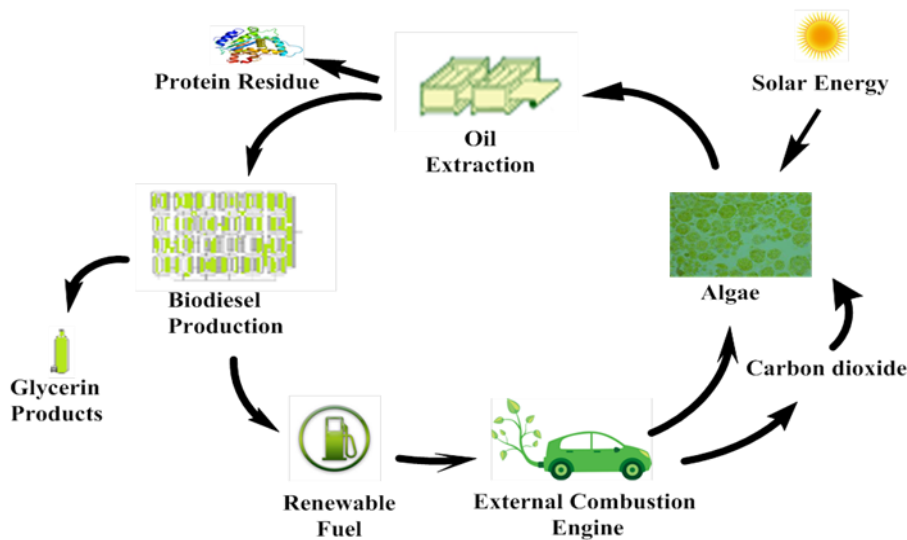 Protein Residue
Solar Energy
Oil
Extraction
Biodiesel
Production
Algae
Glycerin
Products
Carbon dioxide
Renewable
Fuel
External Combustion
Engine